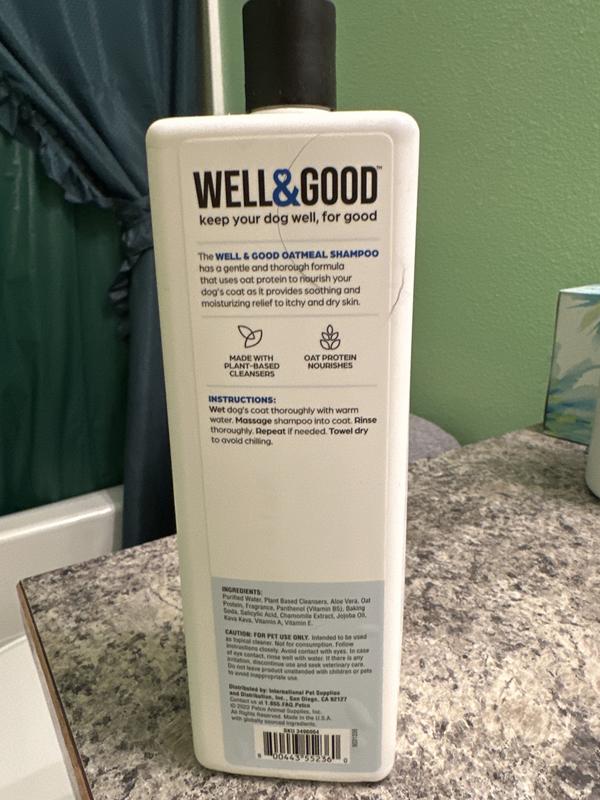 WELL&GOOD™
keep your dog well, for good
The WELL & GOOD OATMEAL SHAMPOO
has a gentle and thorough formula
that uses oat protein to nourish your
dog's coat as it provides soothing and
moisturizing relief to itchy and dry skin.
MADE WITH
PLANT-BASED
CLEANSERS
OAT PROTEIN
NOURISHES
INSTRUCTIONS:
Wet dog's coat thoroughly with warm
water. Massage shampoo into coat. Rinse
thoroughly. Repeat if needed. Towel dry
to avoid chilling.
INGREDIENTS:
Purified Water, Plant Based Cleansers, Aloe Vera, Oat
Protein, Fragrance, Panthenol (Vitamin B5), Baking
Soda, Salicylic Acid, Chamomile Extract, Jojoba Oil,
Kava Kava, Vitamin A, Vitamin E.
CAUTION: FOR PET USE ONLY. Intended to be used
as topical cleaner. Not for consumption. Follow
instructions closely. Avoid contact with eyes. In case
of eye contact, rinse well with water. If there is any
irritation, discontinue use and seek veterinary care.
Do not leave product unattended with children or pets
to avoid inappropriate use.
Distributed by: International Pet Supplies
and Distribution, Inc., San Diego, CA 92127
Contact us at 1.855.FAQ.Petco
© 2022 Petco Animal Supplies, Inc.
All Rights Reserved. Made in the U.S.A.
with globally sourced ingredients.
SKU 3496964
8 00443 55236 0